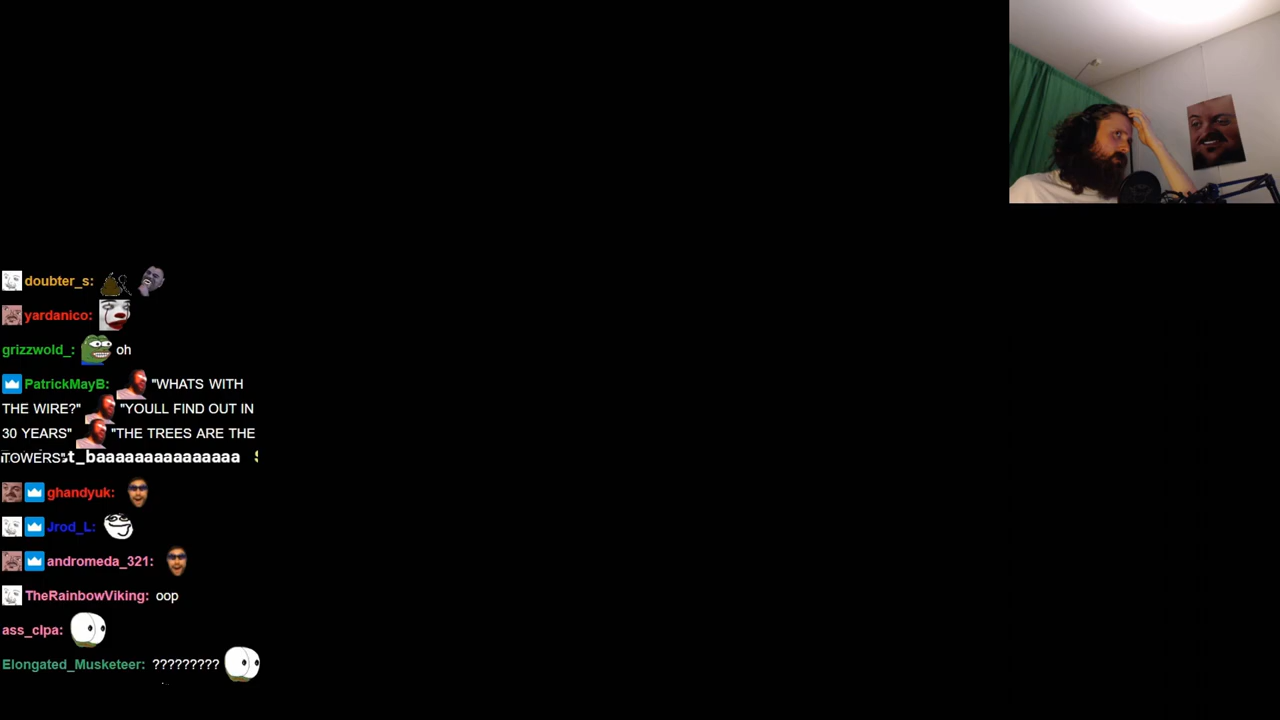 doubter_s:
yardanico:
grizzwold_: oh
PatrickMayB: "WHATS WITH
THE WIRE?" "YOULL FIND OUT IN
30 YEARS" "THE TREES ARE THE
TOWERS"
t_baaaaaaaaaaaaaaa
ghandyuk:
Jrod_L:
andromeda_321:
TheRainbowViking: oop
ass_clpa:
Elongated_Musketeer: ?????????